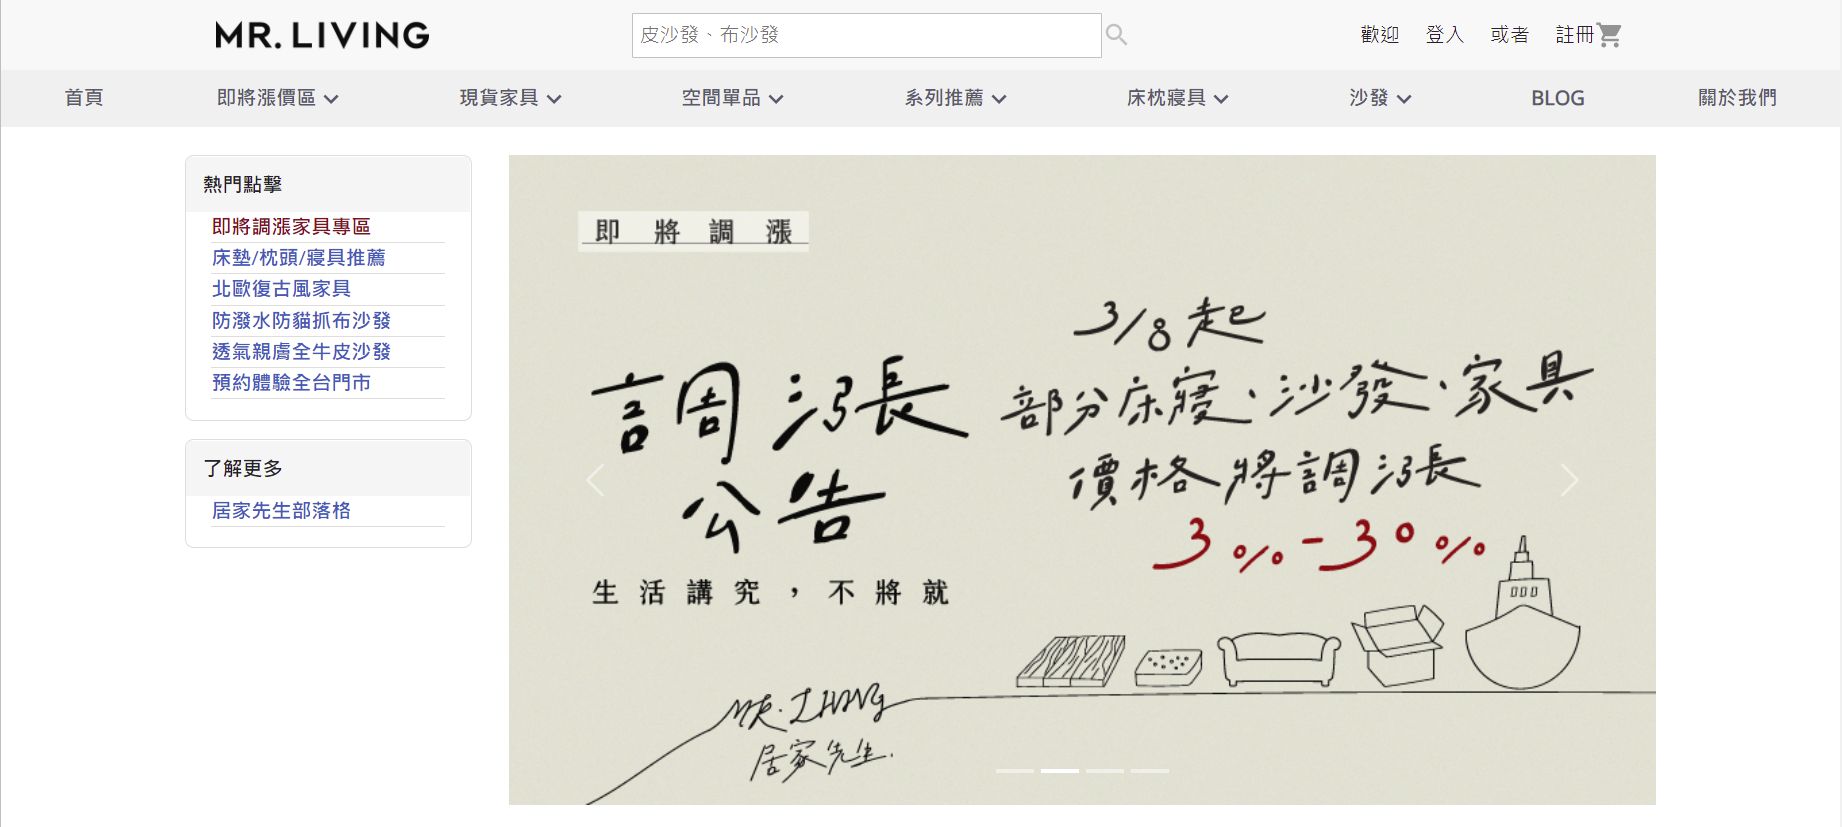 MR. LIVING
皮沙發、布沙發
歡迎 登入 或者 註冊
首頁 即將漲價區 現貨家具 空間單品 系列推薦 床枕寢具 沙發 BLOG 關於我們
熱門點擊
即將調漲家具專區
床墊/枕頭/寢具推薦
北歐復古風家具
防潑水防貓抓布沙發
透氣親膚全牛皮沙發
預約體驗全台門市
了解更多
居家先生部落格
即將調漲
調漲
公告
生活講究，不將就
3/8起
部分床寢、沙發、家具
價格將調漲
3%-30%
MR. LIVING
居家先生.